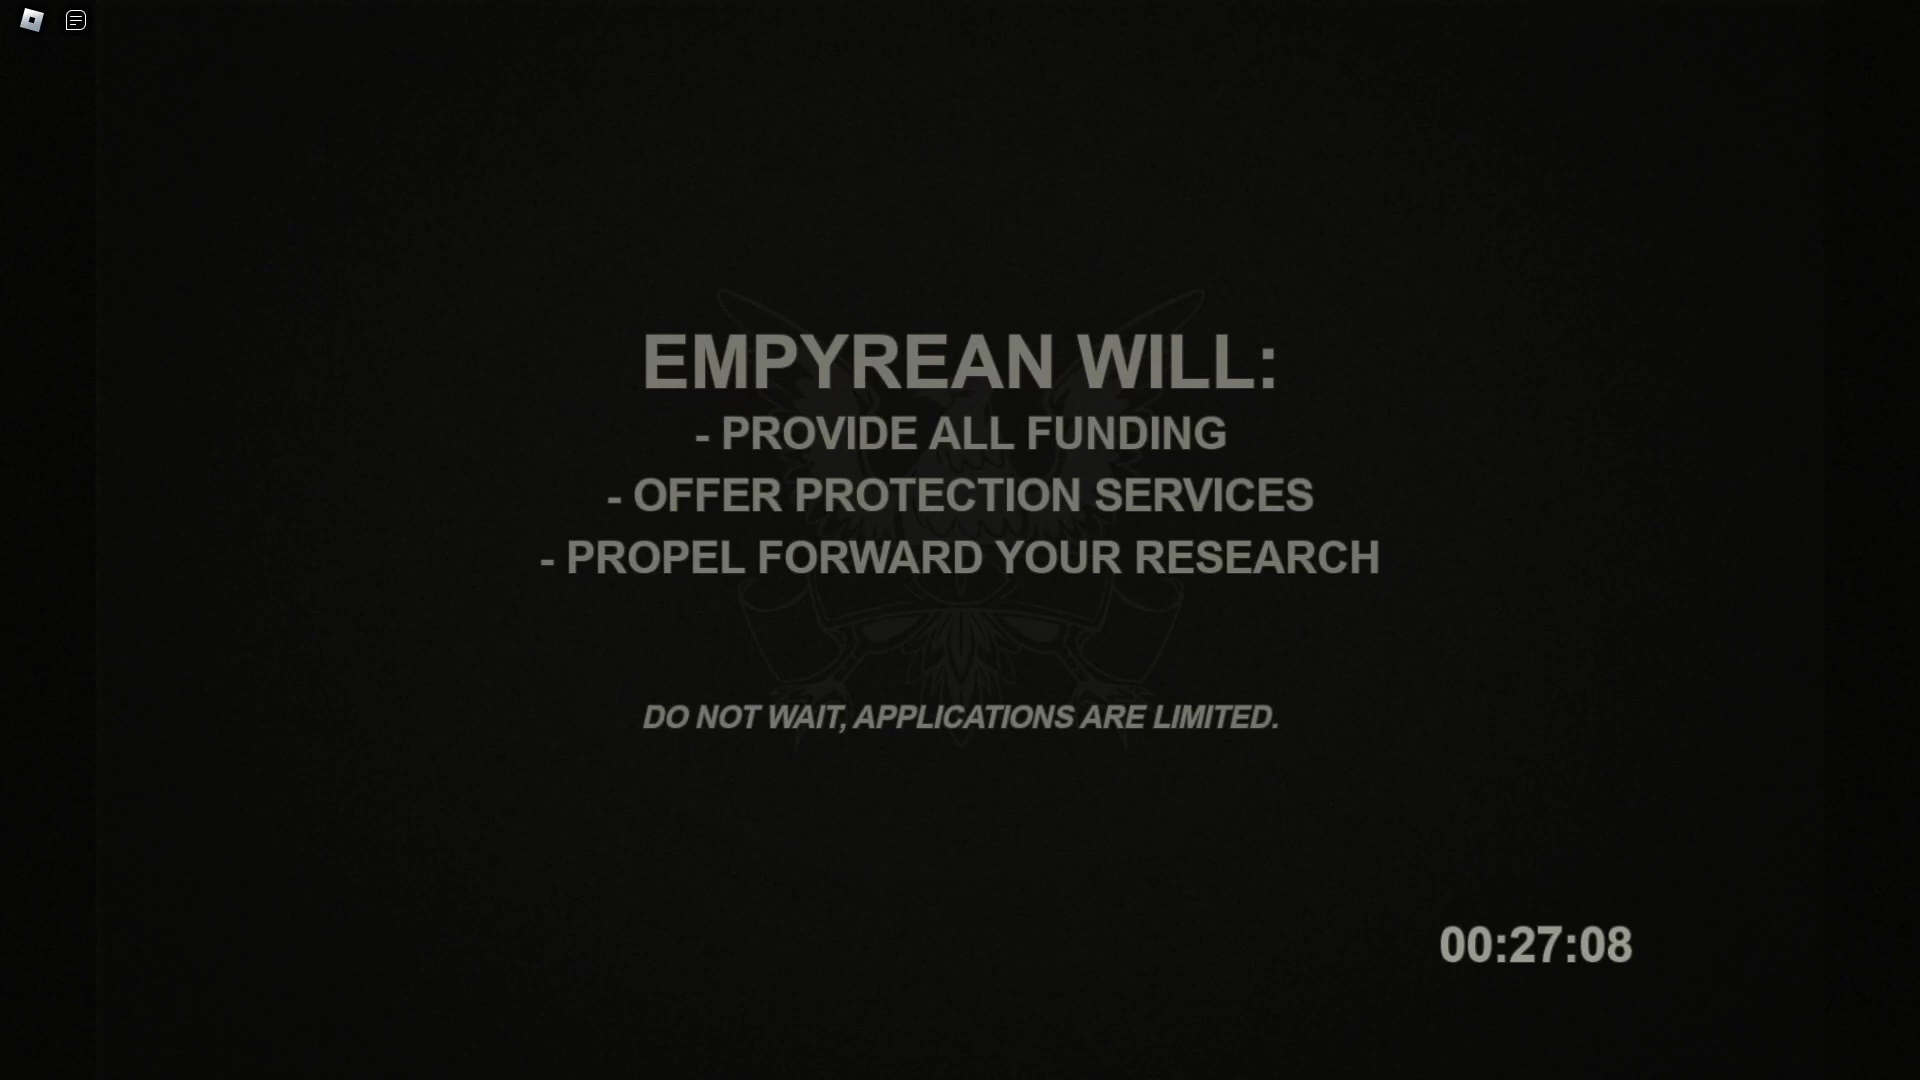 EMPYREAN WILL:
- PROVIDE ALL FUNDING
- OFFER PROTECTION SERVICES
- PROPEL FORWARD YOUR RESEARCH
DO NOT WAIT, APPLICATIONS ARE LIMITED.
00:27:08